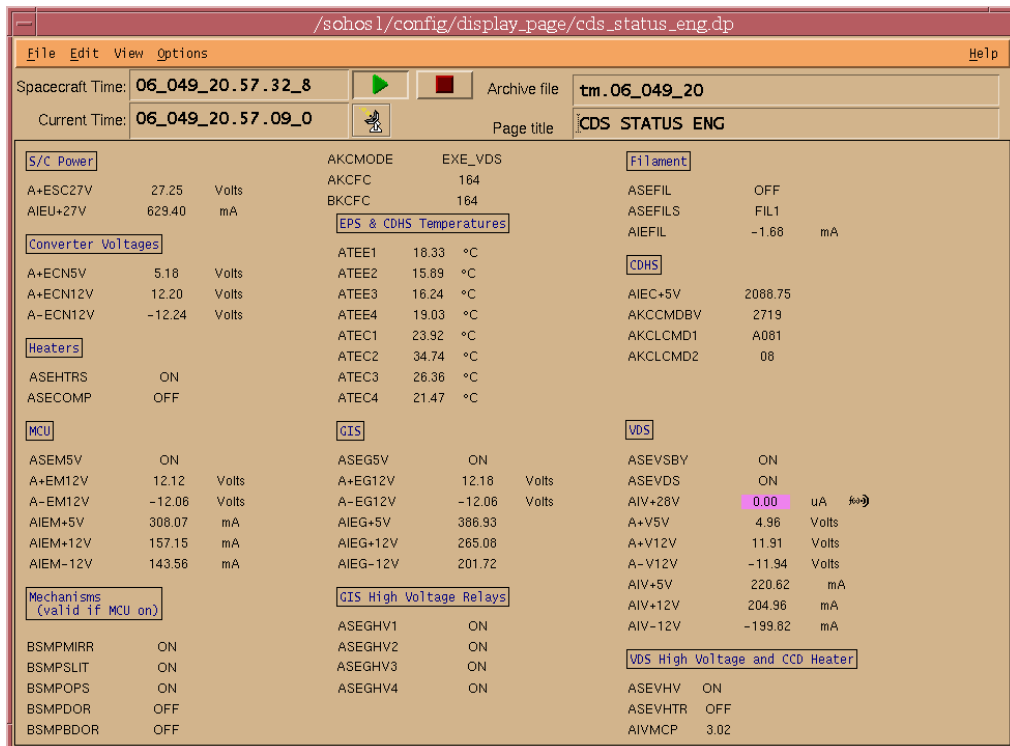 /sohos1/config/display_page/cds_status_eng.dp
File Edit View Options Help
Spacecraft Time: 06_049_20.57.32_8 Archive file tm.06_049_20
Current Time: 06_049_20.57.09_0 Page title CDS STATUS ENG
S/C Power
A+ESC27V 27.25 Volts
AIEU+27V 629.40 mA
Converter Voltages
A+ECN5V 5.18 Volts
A+ECN12V 12.20 Volts
A-ECN12V -12.24 Volts
Heaters
ASEHTRS ON
ASECOMP OFF
AKCMODE EXE_VDS
AKCFC 164
BKCFC 164
EPS & CDHS Temperatures
ATEE1 18.33 °C
ATEE2 15.89 °C
ATEE3 16.24 °C
ATEE4 19.03 °C
ATEC1 23.92 °C
ATEC2 34.74 °C
ATEC3 26.36 °C
ATEC4 21.47 °C
Filament
ASEFIL OFF
ASEFILS FIL1
AIEFIL -1.68 mA
CDHS
AIEC+5V 2088.75
AKCCMDBV 2719
AKCLCMD1 A081
AKCLCMD2 08
MCU
ASEM5V ON
A+EM12V 12.12 Volts
A-EM12V -12.06 Volts
AIEM+5V 308.07 mA
AIEM+12V 157.15 mA
AIEM-12V 143.56 mA
Mechanisms
(valid if MCU on)
BSMPMIRR ON
BSMPSLIT ON
BSMPOPS ON
BSMPDOR OFF
BSMPBDOR OFF
GIS
ASEG5V ON
A+EG12V 12.18 Volts
A-EG12V -12.06 Volts
AIEG+5V 386.93
AIEG+12V 265.08
AIEG-12V 201.72
GIS High Voltage Relays
ASEGHV1 ON
ASEGHV2 ON
ASEGHV3 ON
ASEGHV4 ON
VDS
ASEVSBY ON
ASEVDS ON
AIV+28V 0.00 uA
A+V5V 4.96 Volts
A+V12V 11.91 Volts
A-V12V -11.94 Volts
AIV+5V 220.62 mA
AIV+12V 204.96 mA
AIV-12V -199.82 mA
VDS High Voltage and CCD Heater
ASEVHV ON
ASEVHTR OFF
AIVMCP 3.02